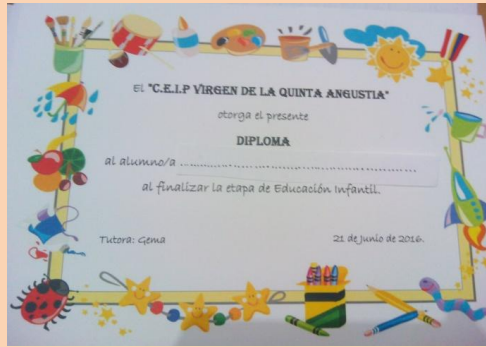 El "C.E.I.P VIRGEN DE LA QUINTA ANGUSTIA"
otorga el presente
DIPLOMA
al alumno/a ........................................................
al finalizar la etapa de Educación Infantil.
Tutora: Gema
21 de Junio de 2016.